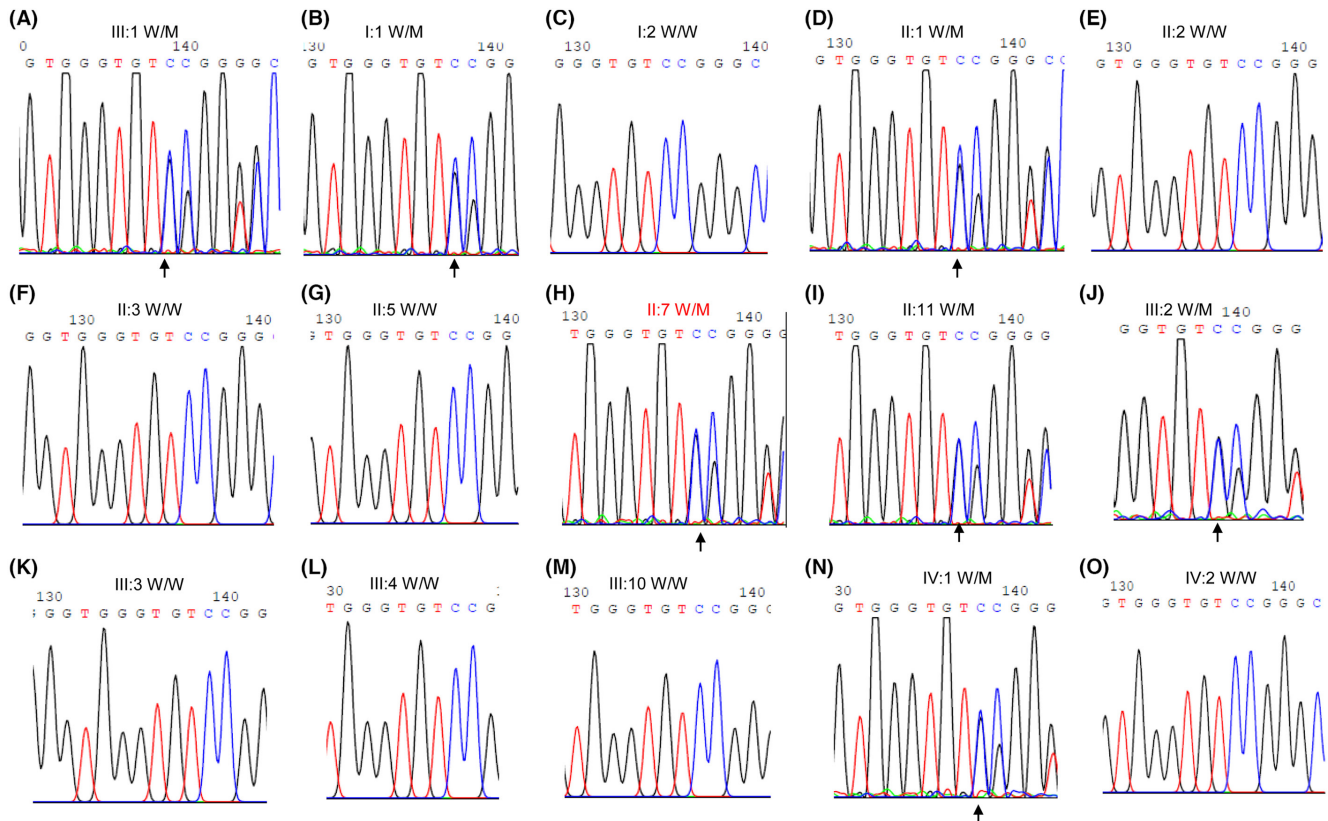 (A) III:1 W/M
0 140
G T G G G T G T C C G G G G C
(B) I:1 W/M
130 140
G T G G G T G T C C G G
(C) I:2 W/W
130 140
G G G T G T C C G G G C
(D) II:1 W/M
130 140
G T G G G T G T C C G G G C C
(E) II:2 W/W
130 140
G T G G G T G T C C G G G
(F) II:3 W/W
130 140
G G T G G G T G T C C G G G
(G) II:5 W/W
130 140
G T G G G T G T C C G G
(H) II:7 W/M
130 140
T G G G T G T C C G G G G
(I) II:11 W/M
130 140
T G G G T G T C C G G G G
(J) III:2 W/M
140
G G T G T C C G G G
(K) III:3 W/W
130 140
G G G T G G G T G T C C G G
(L) III:4 W/W
30
T G G G T G T C C G
(M) III:10 W/W
130 140
T G G G T G T C C G G G
(N) IV:1 W/M
30 140
G T G G G T G T C C G G G
(O) IV:2 W/W
130 140
G T G G G T G T C C G G G C